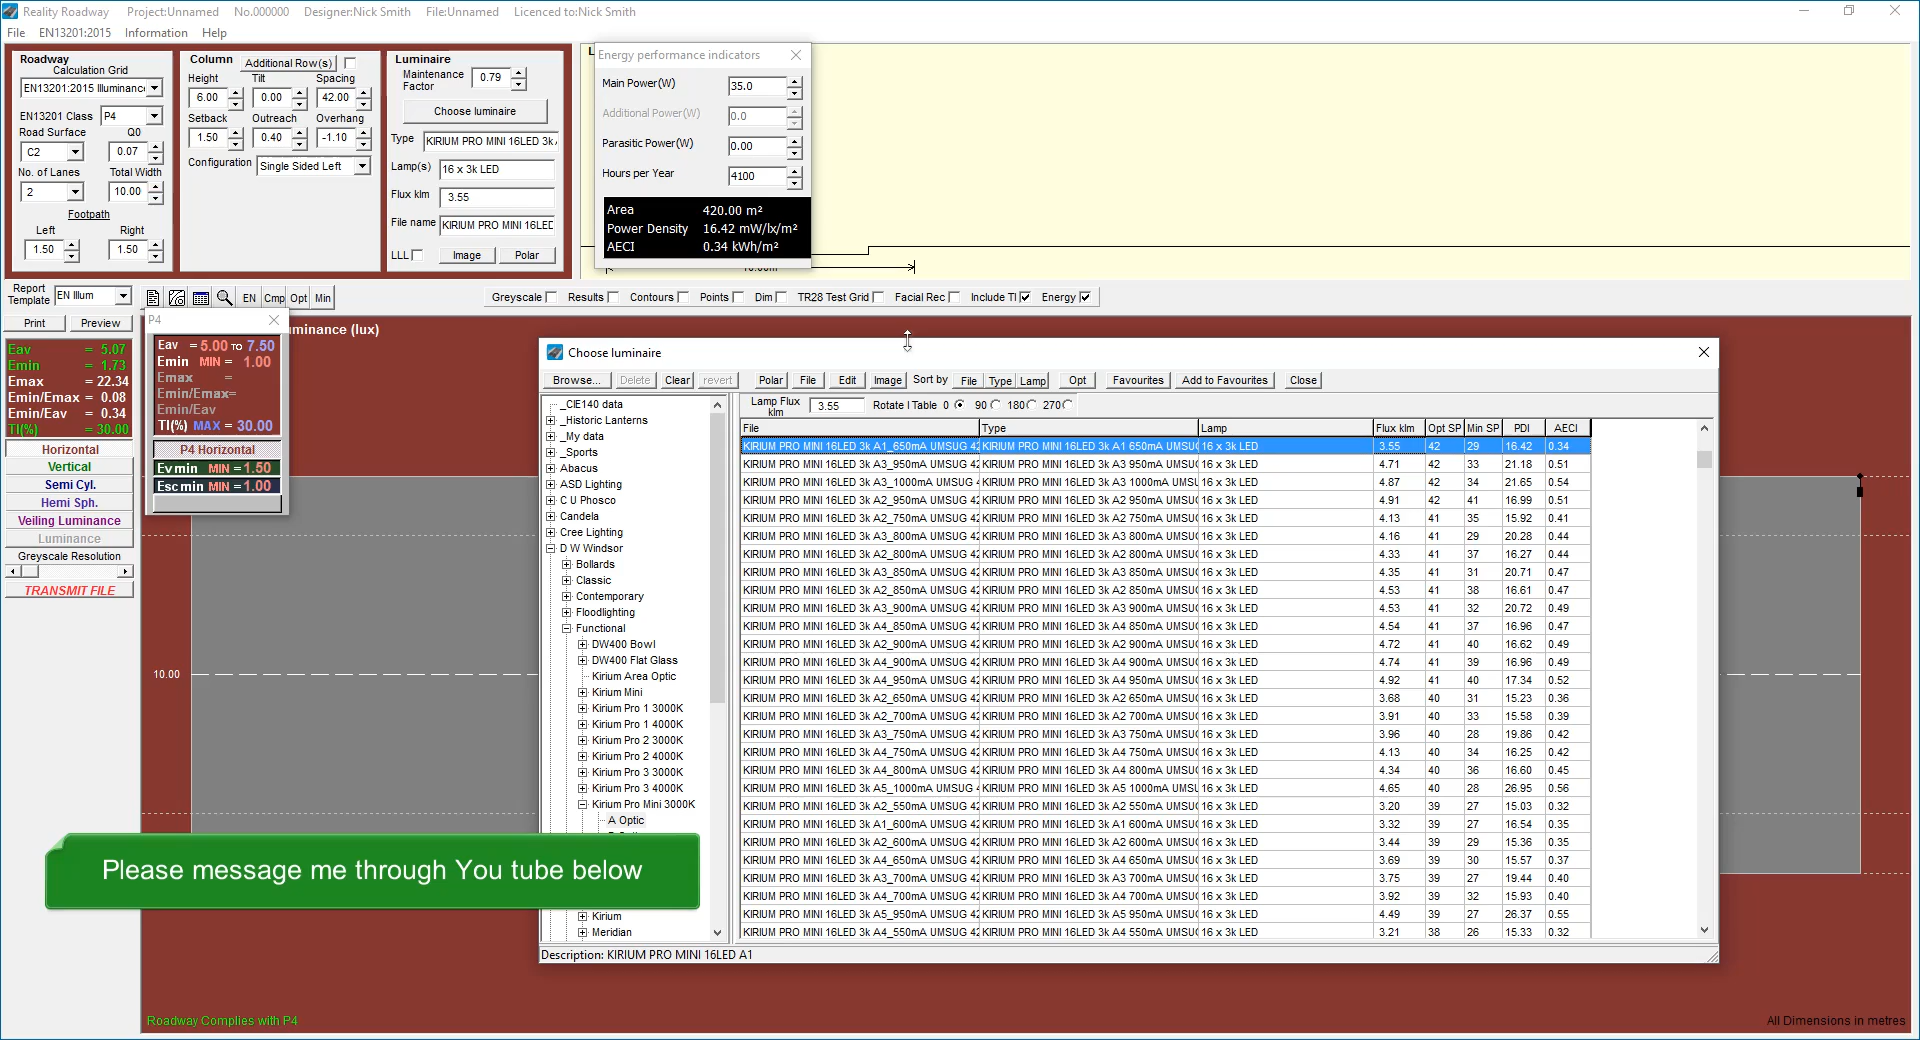 Reality Roadway Project:Unnamed No.000000 Designer:Nick Smith File:Unnamed Licenced to:Nick Smith
File EN13201:2015 Information Help
Roadway
Calculation Grid
EN13201:2015 Illuminanc
EN13201 Class P4
Road Surface Q0
C2 0.07
No. of Lanes Total Width
2 10.00
Footpath
Left Right
1.50 1.50
Column Additional Row(s)
Height Tilt Spacing
6.00 0.00 42.00
Setback Outreach Overhang
1.50 0.40 -1.10
Configuration Single Sided Left
Luminaire
Maintenance Factor 0.79
Choose luminaire
Type KIRIUM PRO MINI 16LED 3k
Lamp(s) 16 x 3k LED
Flux klm 3.55
File name KIRIUM PRO MINI 16LED
LLL Image Polar
Energy performance indicators
Main Power(W) 35.0
Additional Power(W) 0.0
Parasitic Power(W) 0.00
Hours per Year 4100
Area 420.00 m²
Power Density 16.42 mW/lx/m²
AECI 0.34 kWh/m²
Report Template EN Illum EN Cmp Opt Min
Greyscale Results Contours Points Dim TR28 Test Grid Facial Rec Include TI Energy
Print Preview
Eav = 5.07
Emin = 1.73
Emax = 22.34
Emin/Emax= 0.08
Emin/Eav = 0.34
TI(%) = 30.00
Horizontal
Vertical
Semi Cyl.
Hemi Sph.
Veiling Luminance
Luminance
Greyscale Resolution
TRANSMIT FILE
P4
Eav = 5.00 TO 7.50
Emin MIN = 1.00
Emax =
Emin/Emax=
Emin/Eav
TI(%) MAX = 30.00
P4 Horizontal
Ev min MIN =1.50
Esc min MIN =1.00
uminance (lux)
10.00
Choose luminaire
Browse... Delete Clear revert Polar File Edit Image Sort by File Type Lamp Opt Favourites Add to Favourites Close
Lamp Flux klm 3.55 Rotate I Table 0 90 180 270
_CIE140 data
_Historic Lanterns
_My data
_Sports
Abacus
ASD Lighting
C U Phosco
Candela
Cree Lighting
D W Windsor
Bollards
Classic
Contemporary
Floodlighting
Functional
DW400 Bowl
DW400 Flat Glass
Kirium Area Optic
Kirium Mini
Kirium Pro 1 3000K
Kirium Pro 1 4000K
Kirium Pro 2 3000K
Kirium Pro 2 4000K
Kirium Pro 3 3000K
Kirium Pro 3 4000K
Kirium Pro Mini 3000K
A Optic
Kirium
Meridian
File Type Lamp Flux klm Opt SP Min SP PDI AECI
KIRIUM PRO MINI 16LED 3k A1_650mA UMSUG 42 KIRIUM PRO MINI 16LED 3k A1 650mA UMSU 16 x 3k LED 3.55 42 29 16.42 0.34
KIRIUM PRO MINI 16LED 3k A3_950mA UMSUG 42 KIRIUM PRO MINI 16LED 3k A3 950mA UMSU 16 x 3k LED 4.71 42 33 21.18 0.51
KIRIUM PRO MINI 16LED 3k A3_1000mA UMSUG 4 KIRIUM PRO MINI 16LED 3k A3 1000mA UMSU 16 x 3k LED 4.87 42 34 21.65 0.54
KIRIUM PRO MINI 16LED 3k A2_950mA UMSUG 42 KIRIUM PRO MINI 16LED 3k A2 950mA UMSU 16 x 3k LED 4.91 42 41 16.99 0.51
KIRIUM PRO MINI 16LED 3k A2_750mA UMSUG 42 KIRIUM PRO MINI 16LED 3k A2 750mA UMSU 16 x 3k LED 4.13 41 35 15.92 0.41
KIRIUM PRO MINI 16LED 3k A3_800mA UMSUG 42 KIRIUM PRO MINI 16LED 3k A3 800mA UMSU 16 x 3k LED 4.16 41 29 20.28 0.44
KIRIUM PRO MINI 16LED 3k A2_800mA UMSUG 42 KIRIUM PRO MINI 16LED 3k A2 800mA UMSU 16 x 3k LED 4.33 41 37 16.27 0.44
KIRIUM PRO MINI 16LED 3k A3_850mA UMSUG 42 KIRIUM PRO MINI 16LED 3k A3 850mA UMSU 16 x 3k LED 4.35 41 31 20.71 0.47
KIRIUM PRO MINI 16LED 3k A2_850mA UMSUG 42 KIRIUM PRO MINI 16LED 3k A2 850mA UMSU 16 x 3k LED 4.53 41 38 16.61 0.47
KIRIUM PRO MINI 16LED 3k A3_900mA UMSUG 42 KIRIUM PRO MINI 16LED 3k A3 900mA UMSU 16 x 3k LED 4.53 41 32 20.72 0.49
KIRIUM PRO MINI 16LED 3k A4_850mA UMSUG 42 KIRIUM PRO MINI 16LED 3k A4 850mA UMSU 16 x 3k LED 4.54 41 37 16.96 0.47
KIRIUM PRO MINI 16LED 3k A2_900mA UMSUG 42 KIRIUM PRO MINI 16LED 3k A2 900mA UMSU 16 x 3k LED 4.72 41 40 16.62 0.49
KIRIUM PRO MINI 16LED 3k A4_900mA UMSUG 42 KIRIUM PRO MINI 16LED 3k A4 900mA UMSU 16 x 3k LED 4.74 41 39 16.96 0.49
KIRIUM PRO MINI 16LED 3k A4_950mA UMSUG 42 KIRIUM PRO MINI 16LED 3k A4 950mA UMSU 16 x 3k LED 4.92 41 40 17.34 0.52
KIRIUM PRO MINI 16LED 3k A2_650mA UMSUG 42 KIRIUM PRO MINI 16LED 3k A2 650mA UMSU 16 x 3k LED 3.68 40 31 15.23 0.36
KIRIUM PRO MINI 16LED 3k A2_700mA UMSUG 42 KIRIUM PRO MINI 16LED 3k A2 700mA UMSU 16 x 3k LED 3.91 40 33 15.58 0.39
KIRIUM PRO MINI 16LED 3k A3_750mA UMSUG 42 KIRIUM PRO MINI 16LED 3k A3 750mA UMSU 16 x 3k LED 3.96 40 28 19.86 0.42
KIRIUM PRO MINI 16LED 3k A4_750mA UMSUG 42 KIRIUM PRO MINI 16LED 3k A4 750mA UMSU 16 x 3k LED 4.13 40 34 16.25 0.42
KIRIUM PRO MINI 16LED 3k A4_800mA UMSUG 42 KIRIUM PRO MINI 16LED 3k A4 800mA UMSU 16 x 3k LED 4.34 40 36 16.60 0.45
KIRIUM PRO MINI 16LED 3k A5_1000mA UMSUG 4 KIRIUM PRO MINI 16LED 3k A5 1000mA UMSU 16 x 3k LED 4.65 40 28 26.95 0.56
KIRIUM PRO MINI 16LED 3k A2_550mA UMSUG 42 KIRIUM PRO MINI 16LED 3k A2 550mA UMSU 16 x 3k LED 3.20 39 27 15.03 0.32
KIRIUM PRO MINI 16LED 3k A1_600mA UMSUG 42 KIRIUM PRO MINI 16LED 3k A1 600mA UMSU 16 x 3k LED 3.32 39 27 16.54 0.35
KIRIUM PRO MINI 16LED 3k A2_600mA UMSUG 42 KIRIUM PRO MINI 16LED 3k A2 600mA UMSU 16 x 3k LED 3.44 39 29 15.36 0.35
KIRIUM PRO MINI 16LED 3k A4_650mA UMSUG 42 KIRIUM PRO MINI 16LED 3k A4 650mA UMSU 16 x 3k LED 3.69 39 30 15.57 0.37
KIRIUM PRO MINI 16LED 3k A3_700mA UMSUG 42 KIRIUM PRO MINI 16LED 3k A3 700mA UMSU 16 x 3k LED 3.75 39 27 19.44 0.40
KIRIUM PRO MINI 16LED 3k A4_700mA UMSUG 42 KIRIUM PRO MINI 16LED 3k A4 700mA UMSU 16 x 3k LED 3.92 39 32 15.93 0.40
KIRIUM PRO MINI 16LED 3k A5_950mA UMSUG 42 KIRIUM PRO MINI 16LED 3k A5 950mA UMSU 16 x 3k LED 4.49 39 27 26.37 0.55
KIRIUM PRO MINI 16LED 3k A4_550mA UMSUG 42 KIRIUM PRO MINI 16LED 3k A4 550mA UMSU 16 x 3k LED 3.21 38 26 15.33 0.32
Description: KIRIUM PRO MINI 16LED A1
Please message me through You tube below
Roadway Complies with P4
All Dimensions in metres